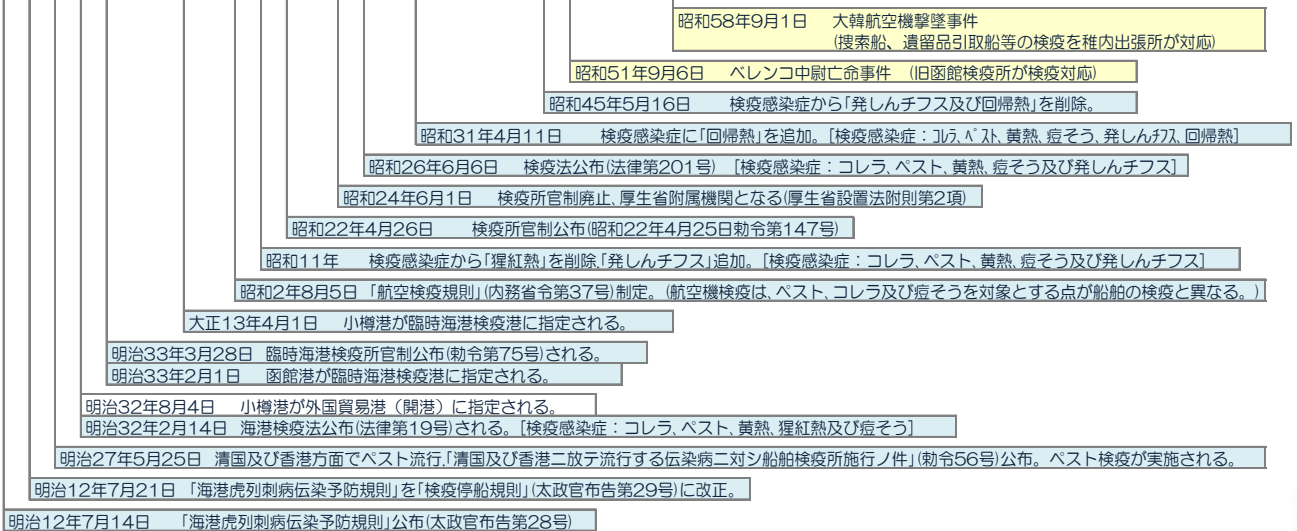 昭和58年9月1日 大韓航空機撃墜事件
(捜索船、遺留品引取船等の検疫を稚内出張所が対応)
昭和51年9月6日 ベレンコ中尉亡命事件 (旧函館検疫所が検疫対応)
昭和45年5月16日 検疫感染症から「発しんチフス及び回帰熱」を削除。
昭和31年4月11日 検疫感染症に「回帰熱」を追加。[検疫感染症：ｺﾚﾗ､ﾍﾟｽﾄ､黄熱､痘そう､発しんﾁﾌｽ､回帰熱]
昭和26年6月6日 検疫法公布(法律第201号) [検疫感染症：コレラ､ペスト､黄熱､痘そう及び発しんチフス]
昭和24年6月1日 検疫所官制廃止､厚生省附属機関となる(厚生省設置法附則第2項)
昭和22年4月26日 検疫所官制公布(昭和22年4月25日勅令第147号)
昭和11年 検疫感染症から「猩紅熱」を削除､「発しんチフス」追加。[検疫感染症：コレラ､ペスト､黄熱､痘そう及び発しんチフス]
昭和2年8月5日 「航空検疫規則」(内務省令第37号)制定。(航空機検疫は､ペスト､コレラ及び痘そうを対象とする点が船舶の検疫と異なる。)
大正13年4月1日 小樽港が臨時海港検疫港に指定される。
明治33年3月28日 臨時海港検疫所官制公布(勅令第75号)される。
明治33年2月1日 函館港が臨時海港検疫港に指定される。
明治32年8月4日 小樽港が外国貿易港（開港）に指定される。
明治32年2月14日 海港検疫法公布(法律第19号)される。[検疫感染症：コレラ､ペスト､黄熱､猩紅熱及び痘そう]
明治27年5月25日 清国及び香港方面でペスト流行､「清国及び香港ニ放テ流行する伝染病ニ対シ船舶検疫所施行ノ件」(勅令56号)公布。ペスト検疫が実施される。
明治12年7月21日 「海港虎列刺病伝染予防規則」を「検疫停船規則」(太政官布告第29号)に改正。
明治12年7月14日 「海港虎列刺病伝染予防規則」公布(太政官布告第28号)